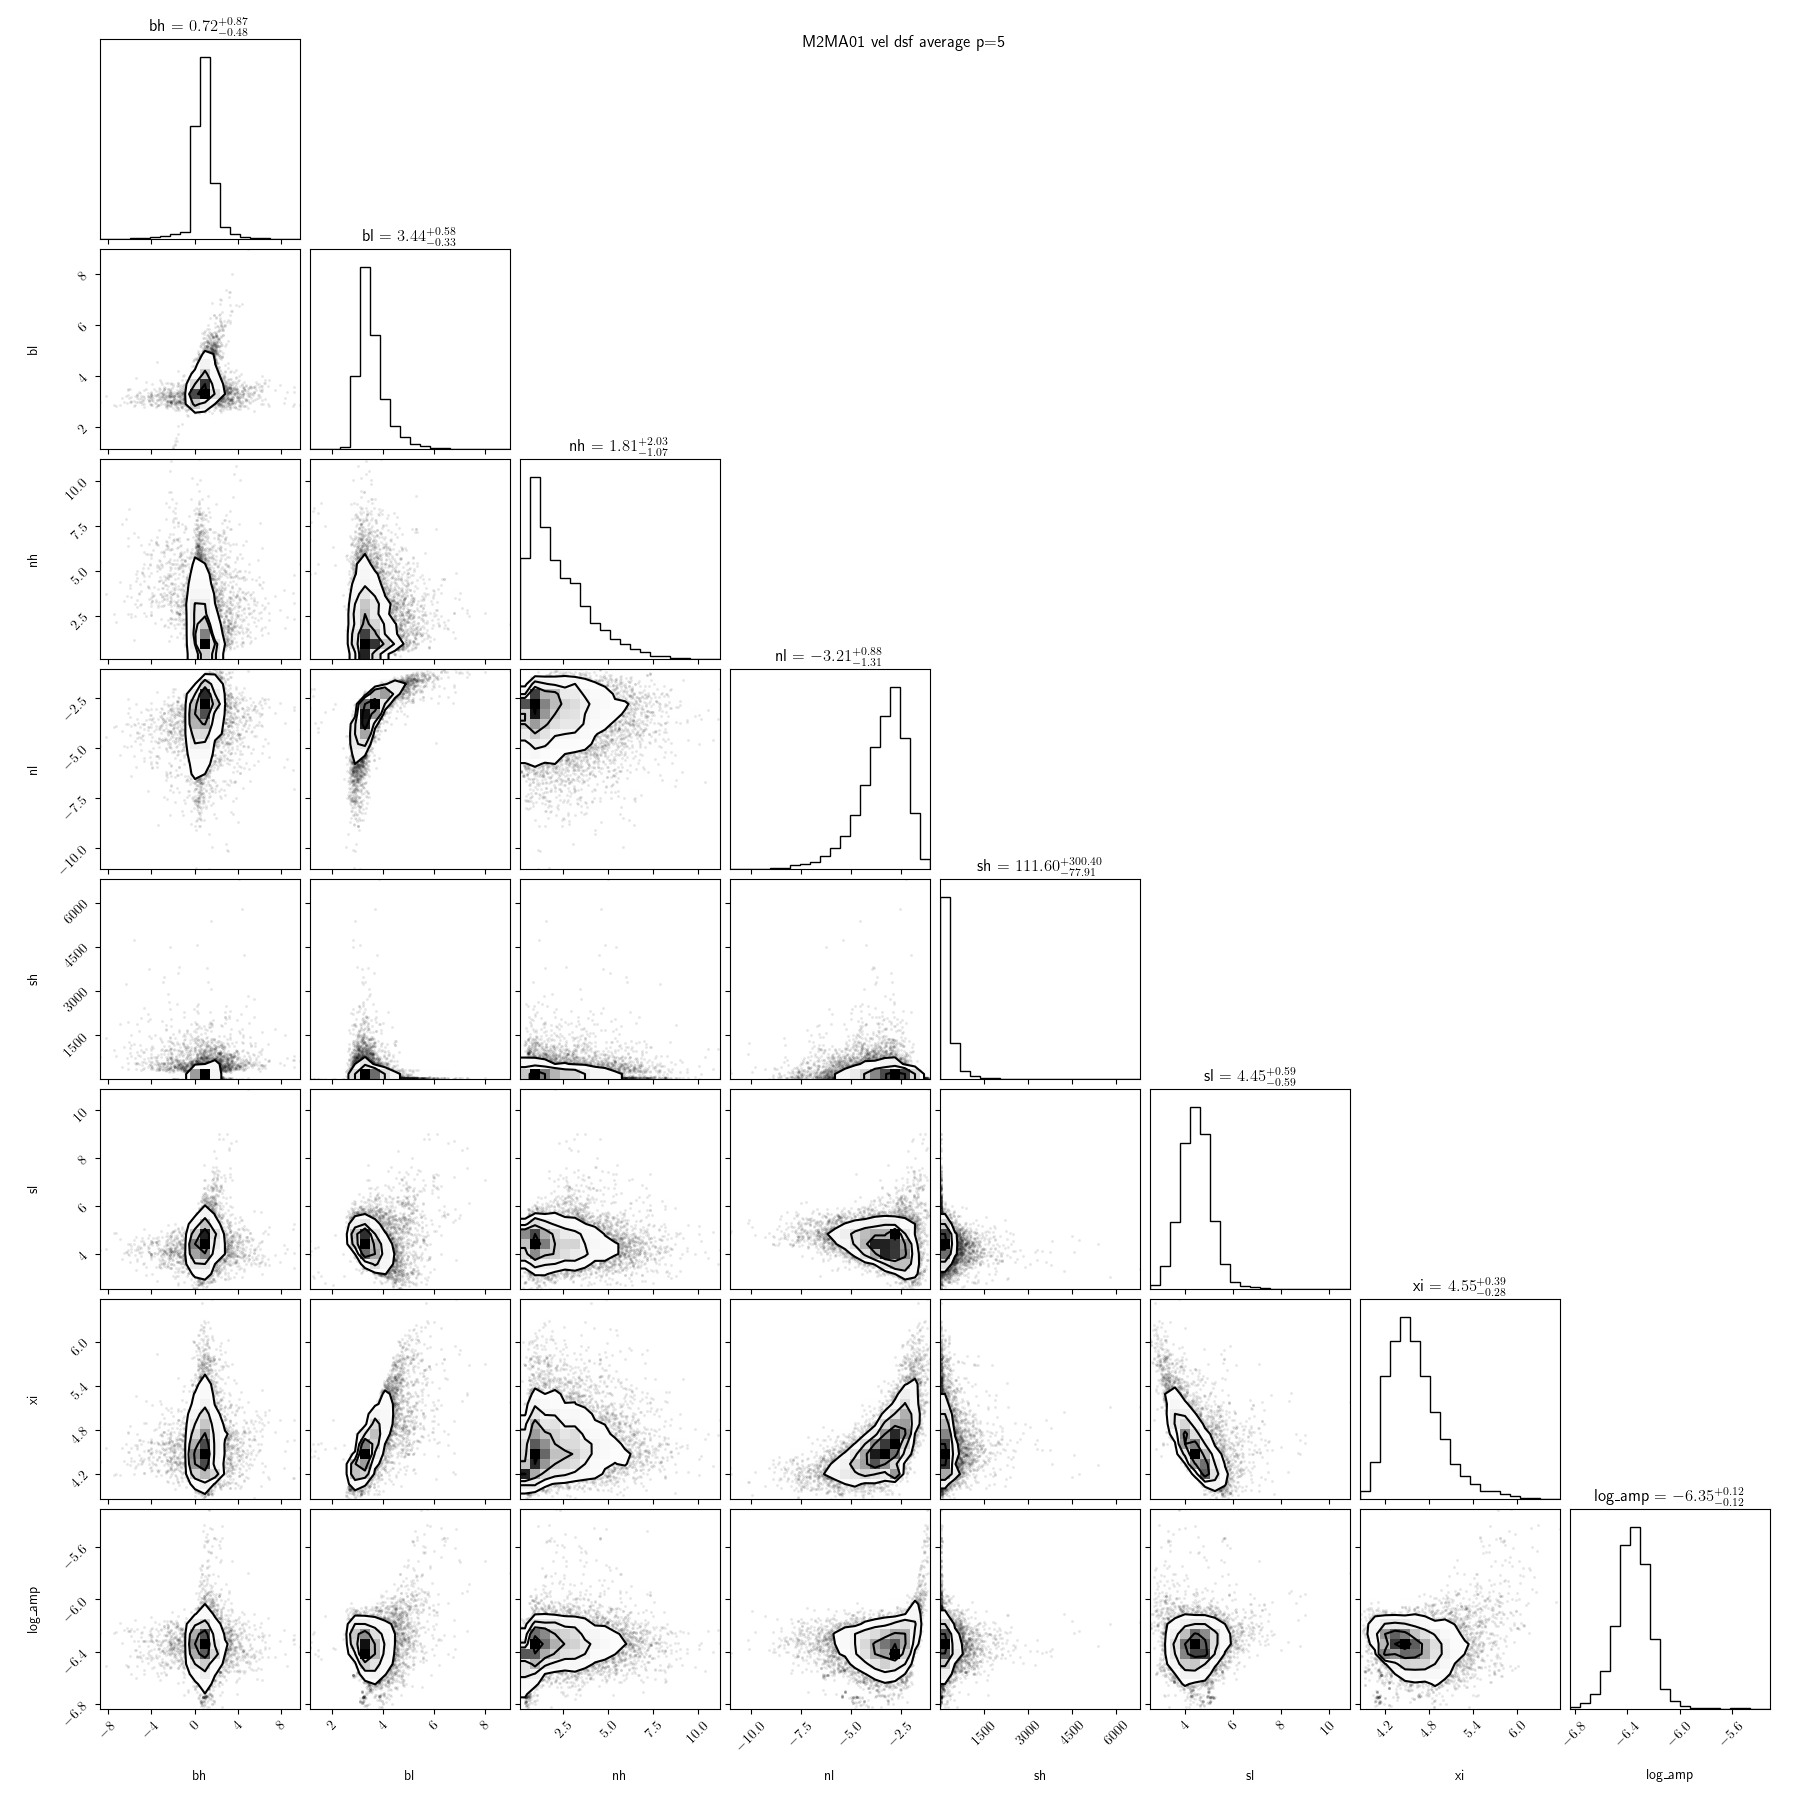 bh = 0.72^{+0.87}_{-0.48}
M2MA01 vel dsf average p=5
bl = 3.44^{+0.58}_{-0.33}
8
6
4
2
bl
nh = 1.81^{+2.03}_{-1.07}
10.0
7.5
5.0
2.5
nh
nl = −3.21^{+0.88}_{-1.31}
−2.5
−5.0
−7.5
−10.0
nl
sh = 111.60^{+300.40}_{-77.91}
6000
4500
3000
1500
sh
sl = 4.45^{+0.59}_{-0.59}
10
8
6
4
sl
xi = 4.55^{+0.39}_{-0.28}
6.0
5.4
4.8
4.2
xi
log_amp = −6.35^{+0.12}_{-0.12}
−5.6
−6.0
−6.4
−6.8
log_amp
−8 −4 0 4 8 2 4 6 8 2.5 5.0 7.5 10.0 −10.0 −7.5 −5.0 −2.5 1500 3000 4500 6000 4 6 8 10 4.2 4.8 5.4 6.0 −6.8 −6.4 −6.0 −5.6
bh bl nh nl sh sl xi log_amp